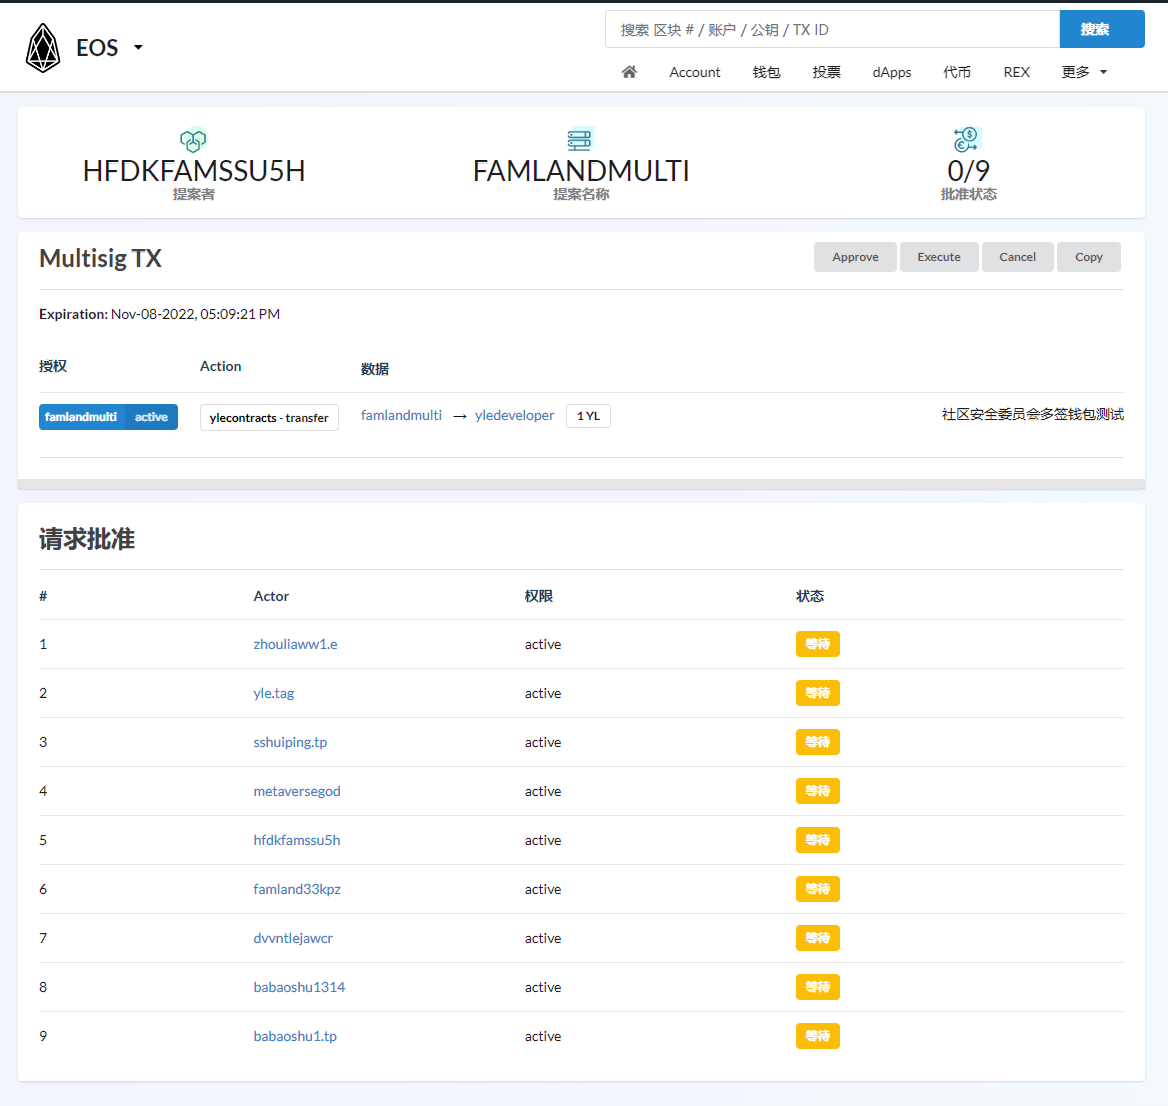 EOS
搜索 区块 # / 账户 / 公钥 / TX ID
搜索
Account 钱包 投票 dApps 代币 REX 更多
HFDKFAMSSU5H
提案者
FAMLANDMULTI
提案名称
0/9
批准状态
Multisig TX
Approve Execute Cancel Copy
Expiration: Nov-08-2022, 05:09:21 PM
授权 Action 数据
famlandmulti active ylecontracts - transfer famlandmulti → yledeveloper 1 YL 社区安全委员会多签钱包测试
请求批准
# Actor 权限 状态
1 zhouliaww1.e active 等待
2 yle.tag active 等待
3 sshuiping.tp active 等待
4 metaversegod active 等待
5 hfdkfamssu5h active 等待
6 famland33kpz active 等待
7 dvvntlejawcr active 等待
8 babaoshu1314 active 等待
9 babaoshu1.tp active 等待